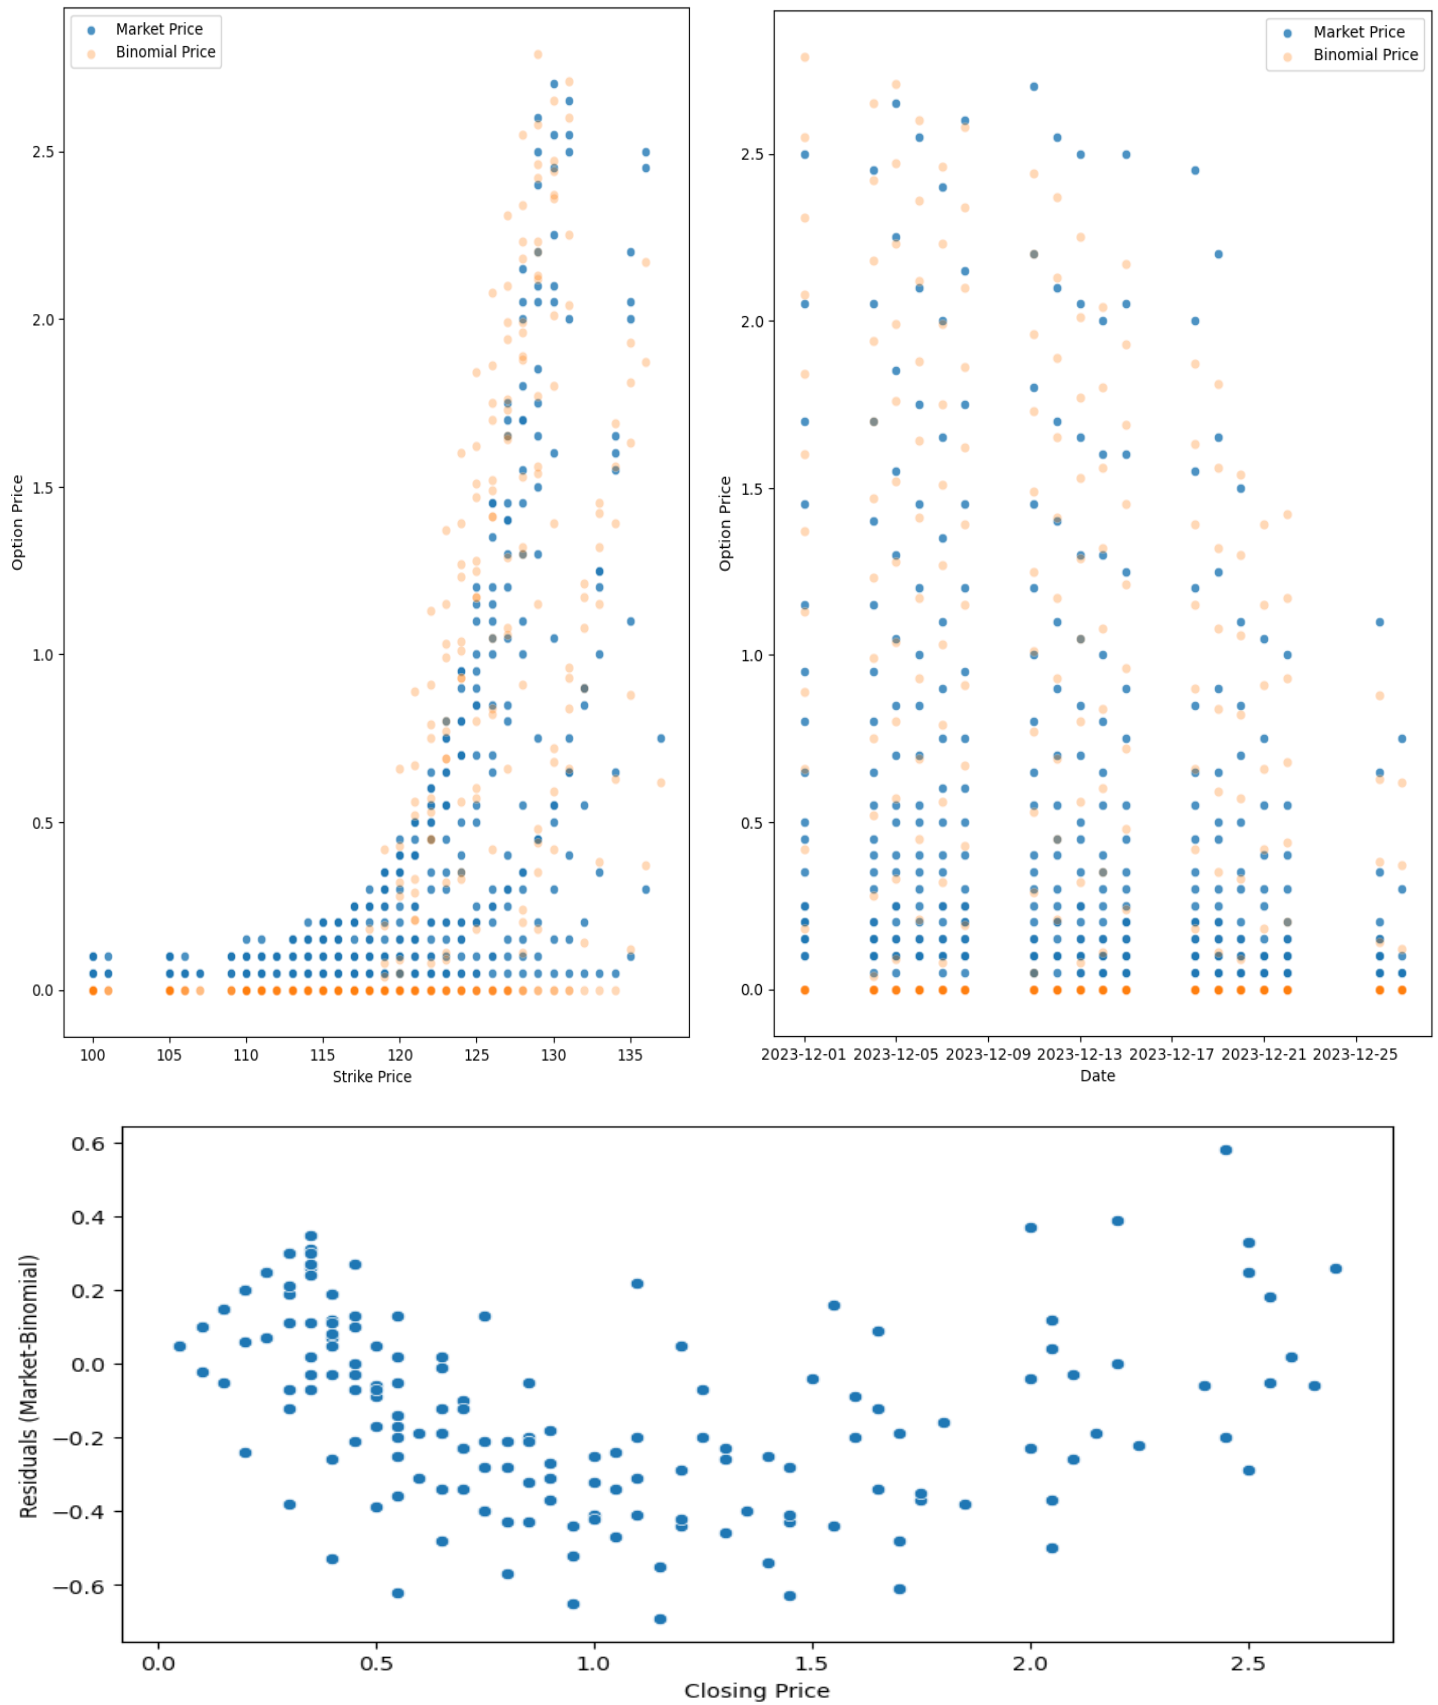 Market Price
Binomial Price
2.5
2.0
1.5
1.0
0.5
0.0
Option Price
100 105 110 115 120 125 130 135
Strike Price
Market Price
Binomial Price
2.5
2.0
1.5
1.0
0.5
0.0
Option Price
2023-12-01 2023-12-05 2023-12-09 2023-12-13 2023-12-17 2023-12-21 2023-12-25
Date
0.6
0.4
0.2
0.0
−0.2
−0.4
−0.6
Residuals (Market-Binomial)
0.0 0.5 1.0 1.5 2.0 2.5
Closing Price